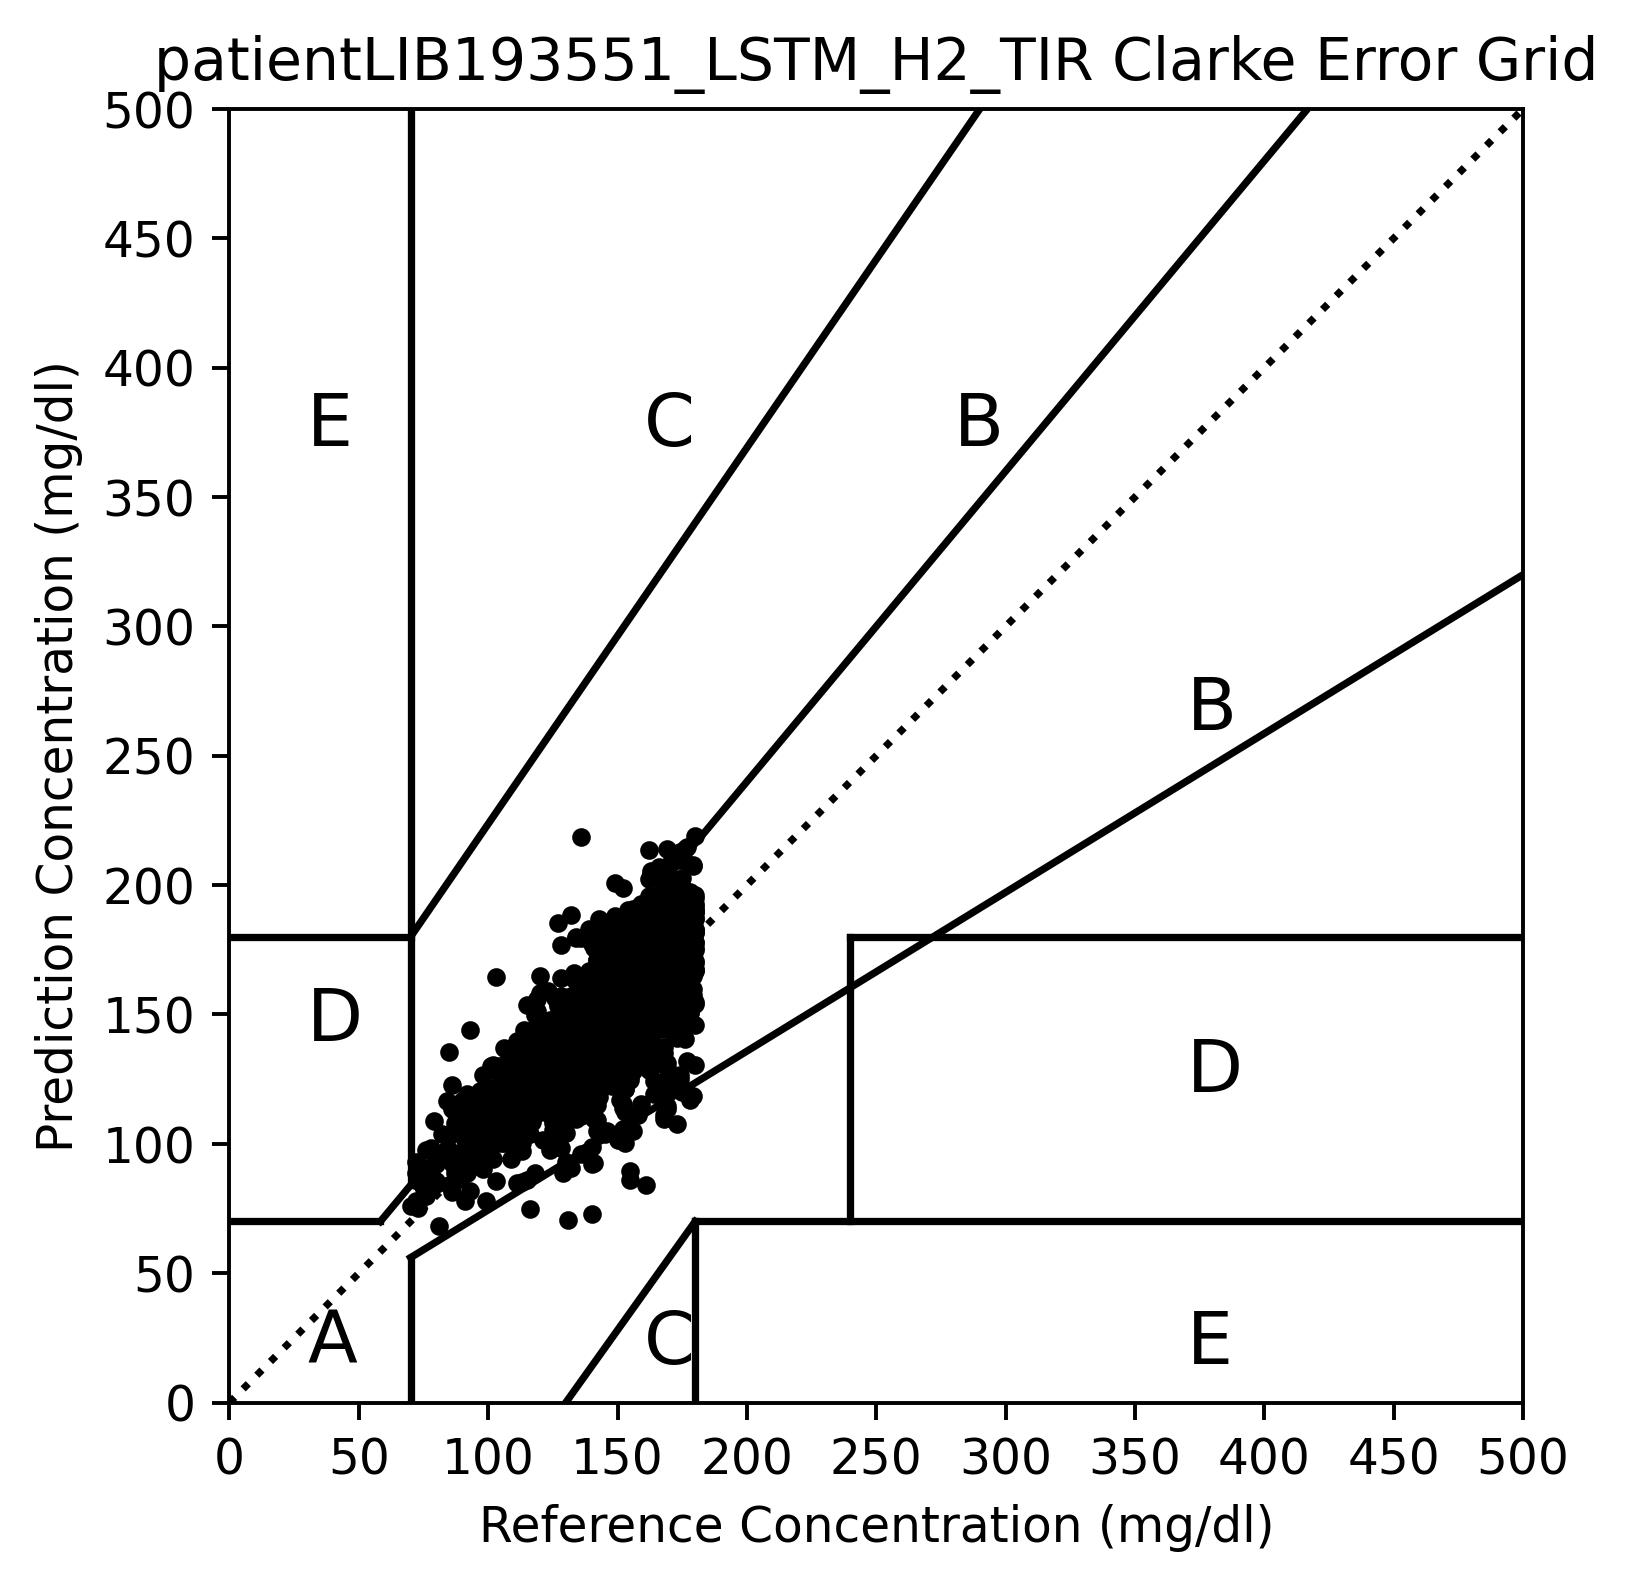 patientLIB193551_LSTM_H2_TIR Clarke Error Grid
Prediction Concentration (mg/dl)
500
450
400
350
300
250
200
150
100
50
0
E
C
B
B
D
D
A
C
E
0 50 100 150 200 250 300 350 400 450 500
Reference Concentration (mg/dl)